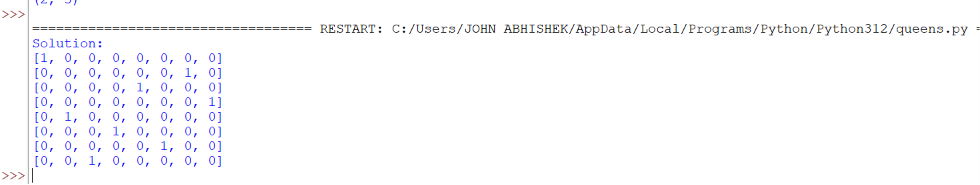 (2, 3)
>>>
================================== RESTART: C:/Users/JOHN ABHISHEK/AppData/Local/Programs/Python/Python312/queens.py =
Solution:
[1, 0, 0, 0, 0, 0, 0, 0]
[0, 0, 0, 0, 0, 0, 1, 0]
[0, 0, 0, 0, 1, 0, 0, 0]
[0, 0, 0, 0, 0, 0, 0, 1]
[0, 1, 0, 0, 0, 0, 0, 0]
[0, 0, 0, 1, 0, 0, 0, 0]
[0, 0, 0, 0, 0, 1, 0, 0]
[0, 0, 1, 0, 0, 0, 0, 0]
>>>